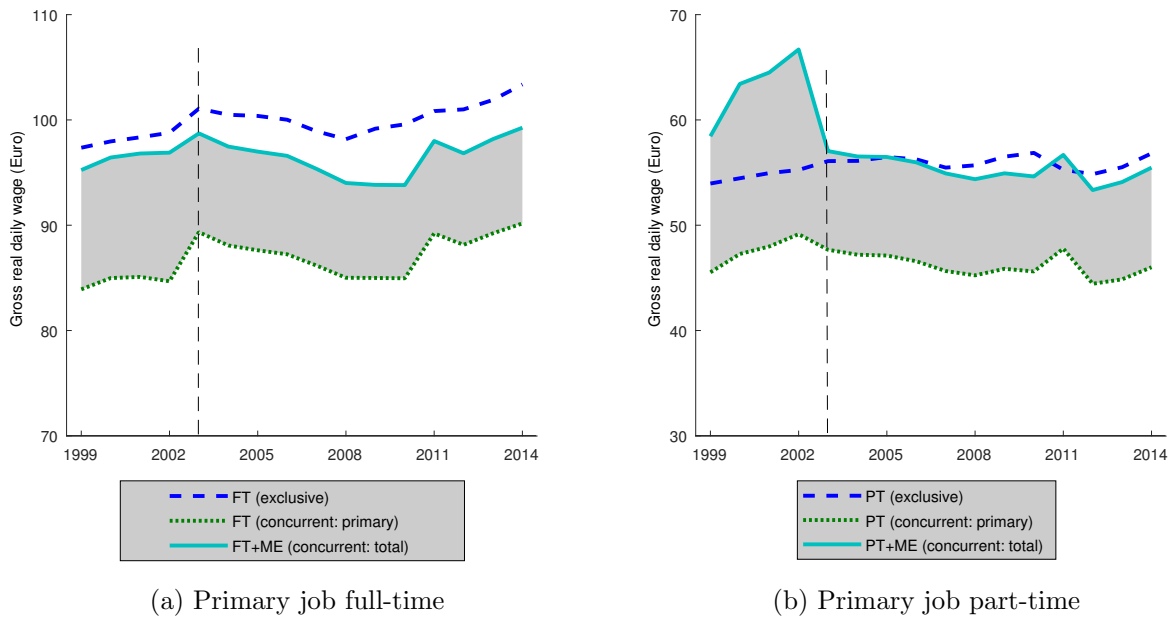 110
100
90
80
70
Gross real daily wage (Euro)
1999 2002 2005 2008 2011 2014
FT (exclusive)
FT (concurrent: primary)
FT+ME (concurrent: total)
(a) Primary job full-time
70
60
50
40
30
Gross real daily wage (Euro)
1999 2002 2005 2008 2011 2014
PT (exclusive)
PT (concurrent: primary)
PT+ME (concurrent: total)
(b) Primary job part-time